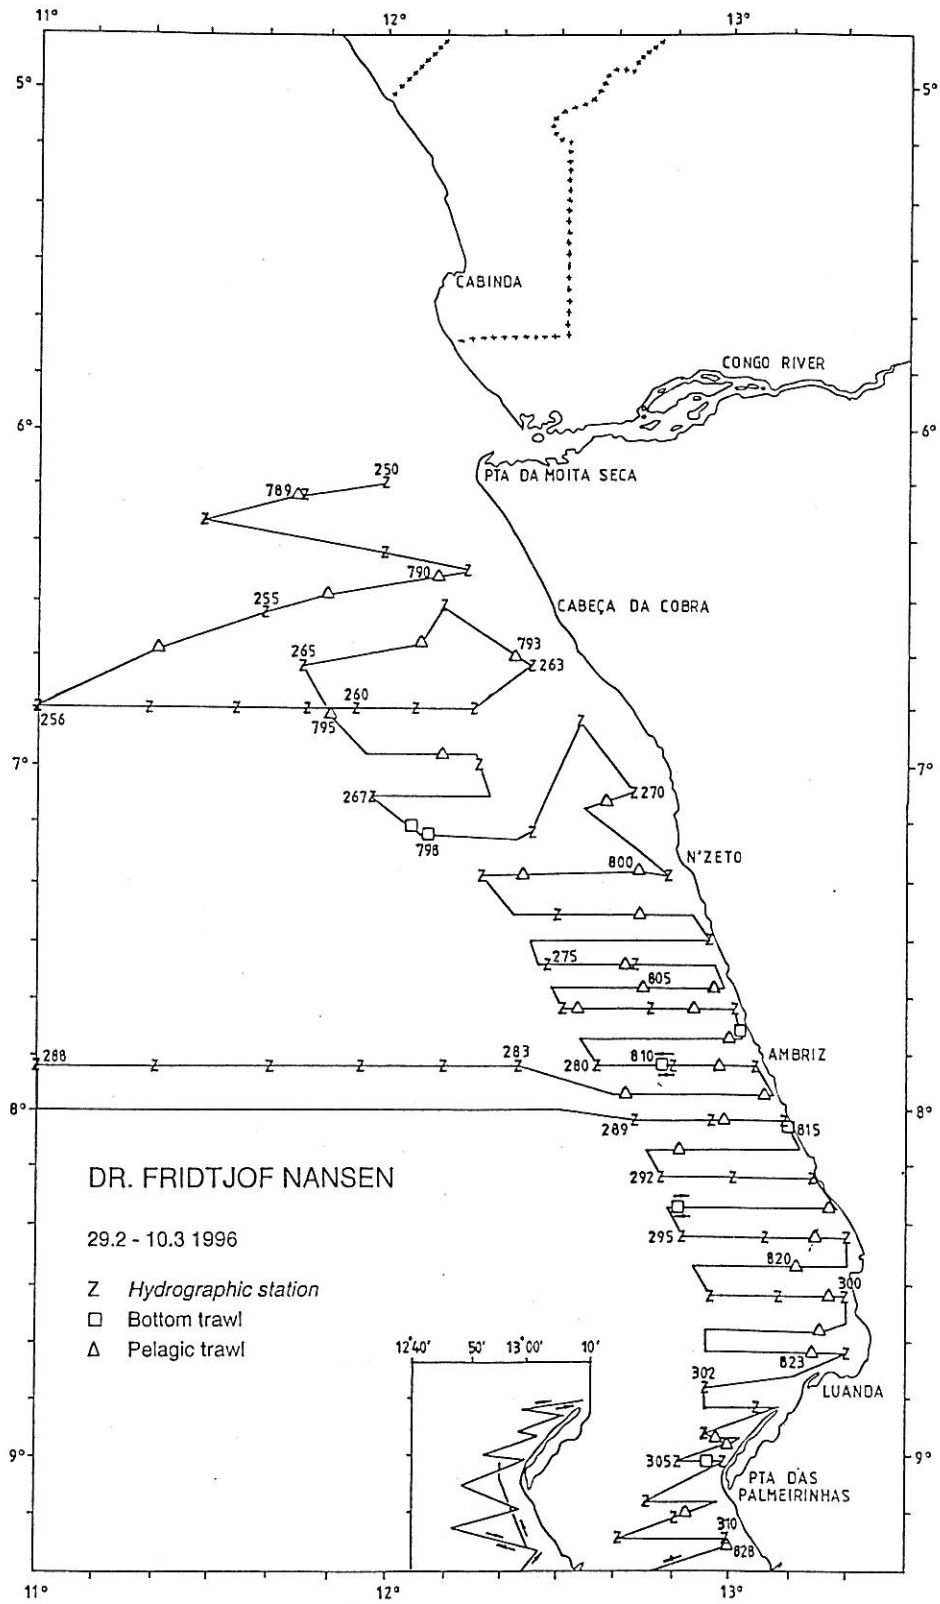 11° 12° 13°
5° 5°
CABINDA
CONGO RIVER
6° 6°
250
PTA DA MOITA SECA
789
790
255
CABEÇA DA COBRA
793
265
263
260
256
795
7° 7°
267
270
798
N'ZETO
800
275
805
288
283
280
810
AMBRIZ
8° 8°
289
815
292
DR. FRIDTJOF NANSEN
29.2 - 10.3 1996
295
820
300
Z Hydrographic station
Bottom trawl
Pelagic trawl
12°40' 50' 13°00' 10'
823
302
LUANDA
9° 9°
305
PTA DAS
PALMEIRINHAS
310
828
11° 12° 13°